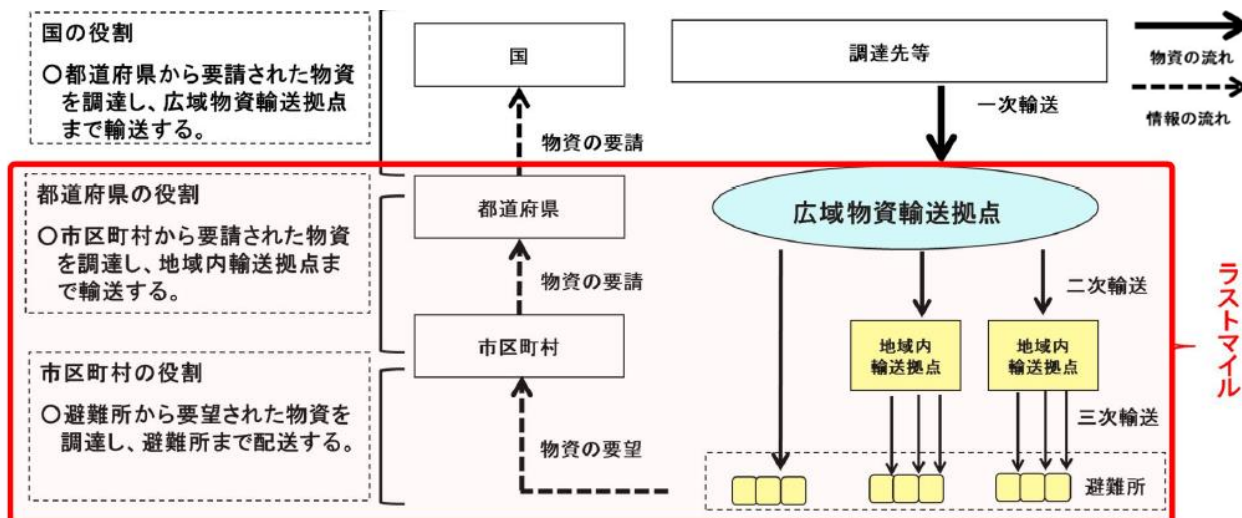 国の役割
○都道府県から要請された物資
を調達し、広域物資輸送拠点
まで輸送する。
国
調達先等
物資の流れ
情報の流れ
一次輸送
物資の要請
都道府県の役割
○市区町村から要請された物資
を調達し、地域内輸送拠点ま
で輸送する。
都道府県
広域物資輸送拠点
物資の要請
二次輸送
ラストマイル
市区町村
地域内
輸送拠点
地域内
輸送拠点
市区町村の役割
○避難所から要望された物資を
調達し、避難所まで配送する。
物資の要望
三次輸送
避難所